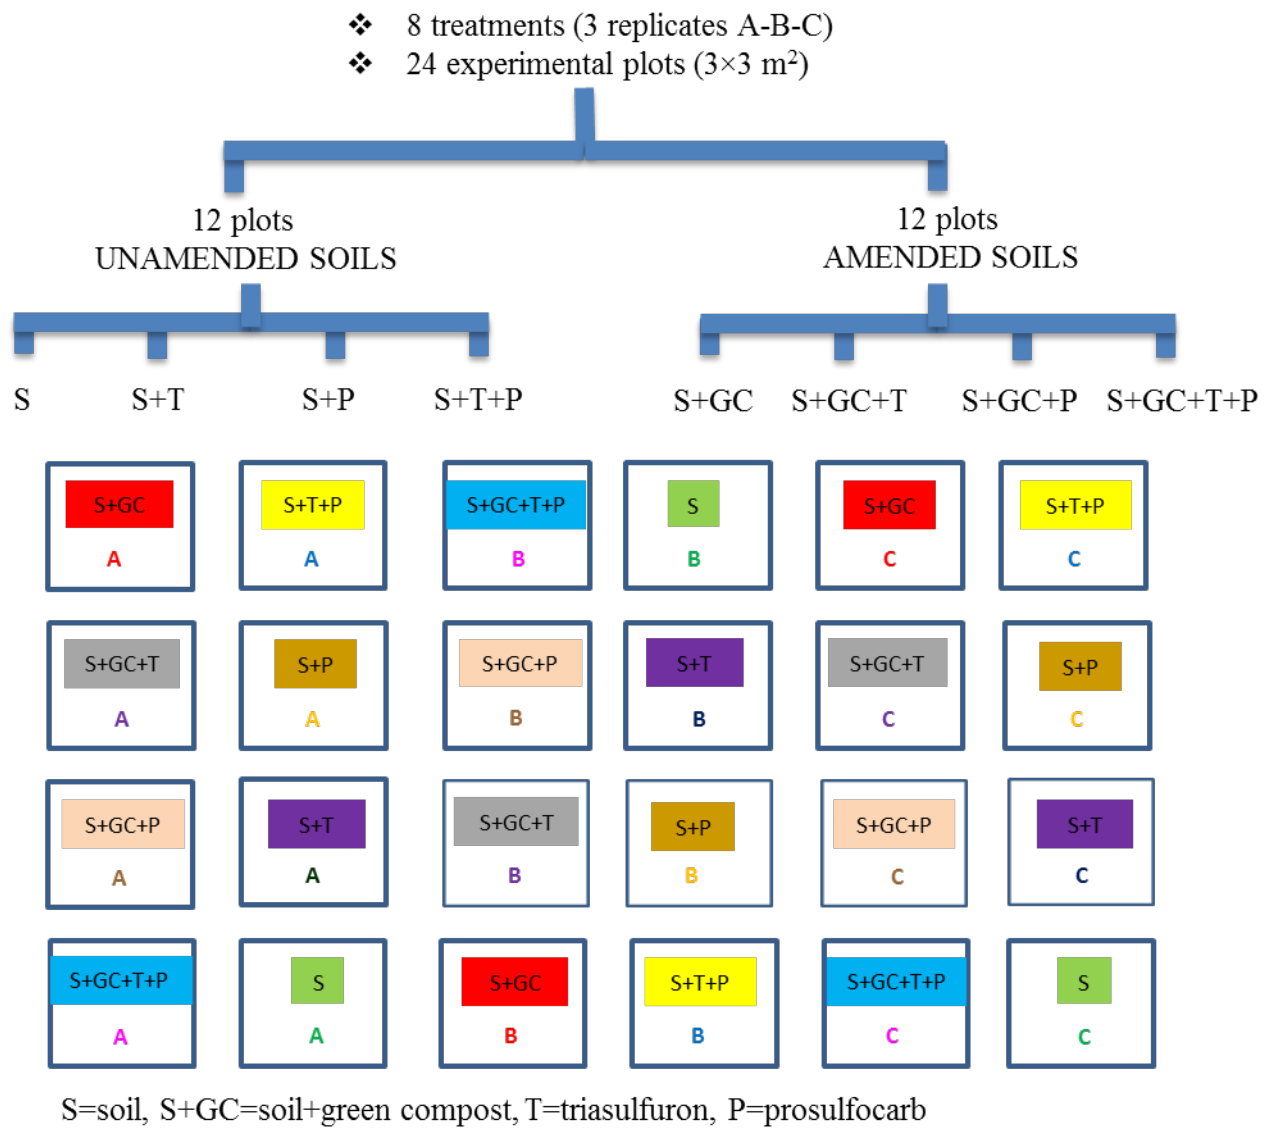 ❖ 8 treatments (3 replicates A-B-C)
❖ 24 experimental plots (3×3 m²)
12 plots
UNAMENDED SOILS
12 plots
AMENDED SOILS
S S+T S+P S+T+P S+GC S+GC+T S+GC+P S+GC+T+P
S+GC S+T+P S+GC+T+P S S+GC S+T+P
A A B B C C
S+GC+T S+P S+GC+P S+T S+GC+T S+P
A A B B C C
S+GC+P S+T S+GC+T S+P S+GC+P S+T
A A B B C C
S+GC+T+P S S+GC S+T+P S+GC+T+P S
A A B B C C
S=soil, S+GC=soil+green compost, T=triasulfuron, P=prosulfocarb